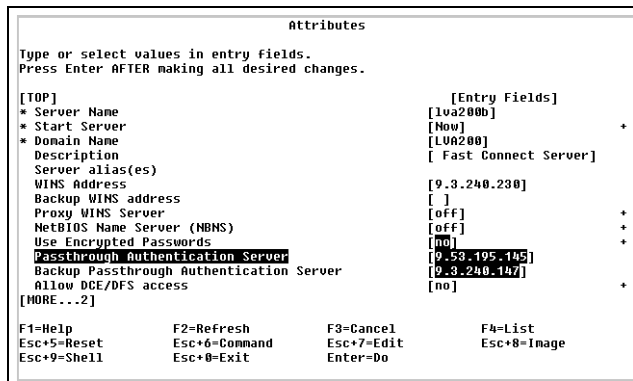 Attributes
Type or select values in entry fields.
Press Enter AFTER making all desired changes.
[TOP] [Entry Fields]
* Server Name [lva200b]
* Start Server [Now] +
* Domain Name [LVA200]
Description [ Fast Connect Server]
Server alias(es)
WINS Address [9.3.240.230]
Backup WINS address [ ]
Proxy WINS Server [off] +
NetBIOS Name Server (NBNS) [off] +
Use Encrypted Passwords [no] +
Passthrough Authentication Server [9.53.195.145]
Backup Passthrough Authentication Server [9.3.240.147]
Allow DCE/DFS access [no] +
[MORE...2]
F1=Help F2=Refresh F3=Cancel F4=List
Esc+5=Reset Esc+6=Command Esc+7=Edit Esc+8=Image
Esc+9=Shell Esc+0=Exit Enter=Do